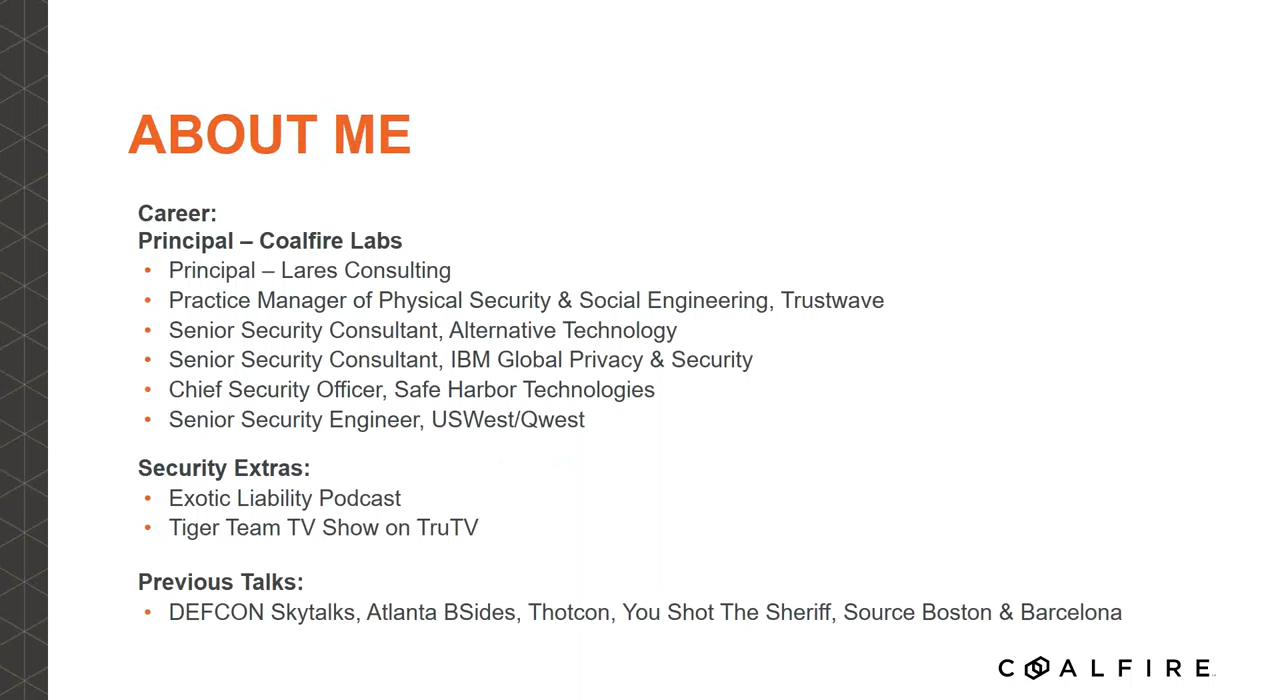 ABOUT ME
Career:
Principal – Coalfire Labs
• Principal – Lares Consulting
• Practice Manager of Physical Security & Social Engineering, Trustwave
• Senior Security Consultant, Alternative Technology
• Senior Security Consultant, IBM Global Privacy & Security
• Chief Security Officer, Safe Harbor Technologies
• Senior Security Engineer, USWest/Qwest
Security Extras:
• Exotic Liability Podcast
• Tiger Team TV Show on TruTV
Previous Talks:
• DEFCON Skytalks, Atlanta BSides, Thotcon, You Shot The Sheriff, Source Boston & Barcelona
COALFIRE